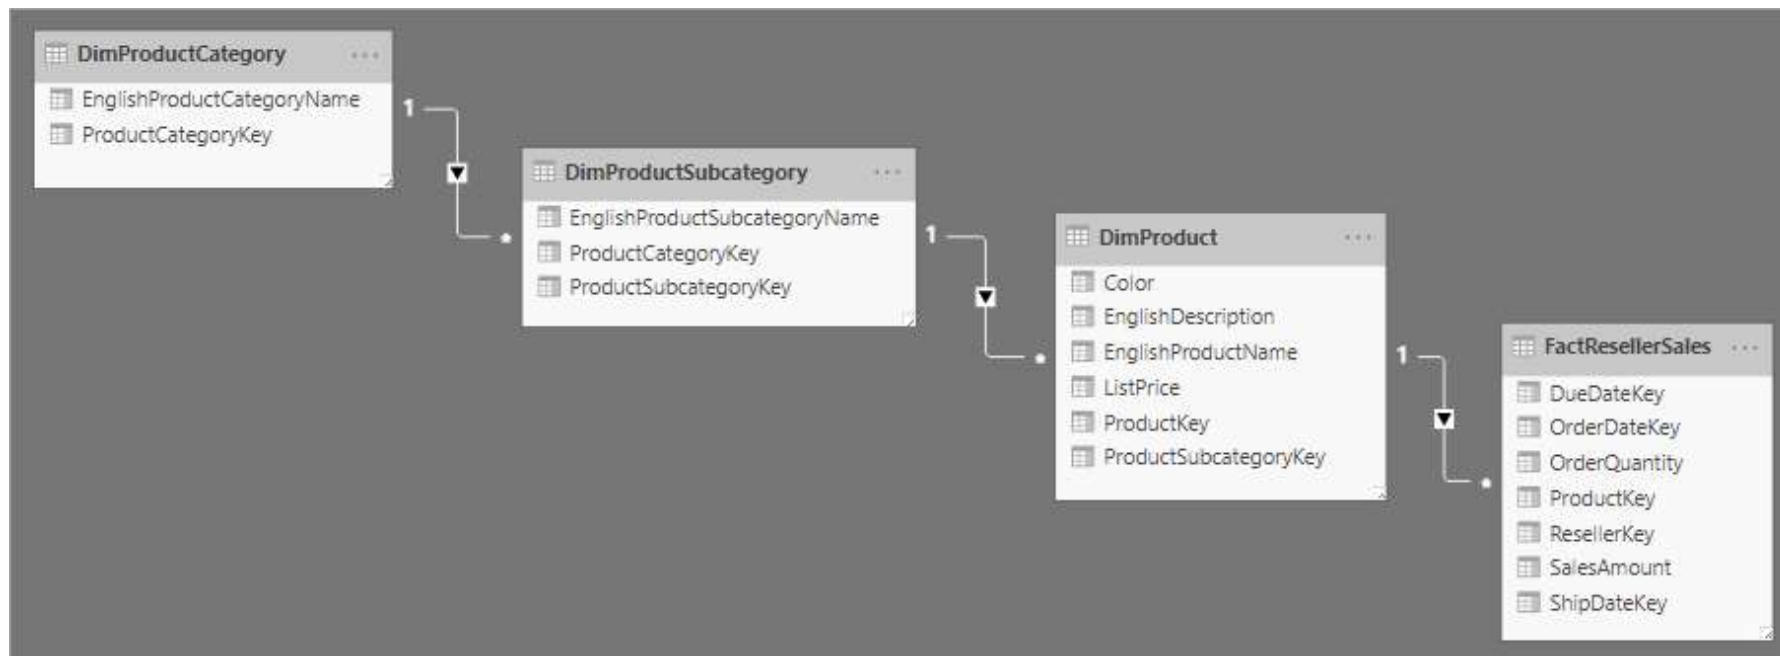 DimProductCategory
EnglishProductCategoryName
ProductCategoryKey
1
DimProductSubcategory
EnglishProductSubcategoryName
ProductCategoryKey
ProductSubcategoryKey
1
DimProduct
Color
EnglishDescription
EnglishProductName
ListPrice
ProductKey
ProductSubcategoryKey
1
FactResellerSales
DueDateKey
OrderDateKey
OrderQuantity
ProductKey
ResellerKey
SalesAmount
ShipDateKey